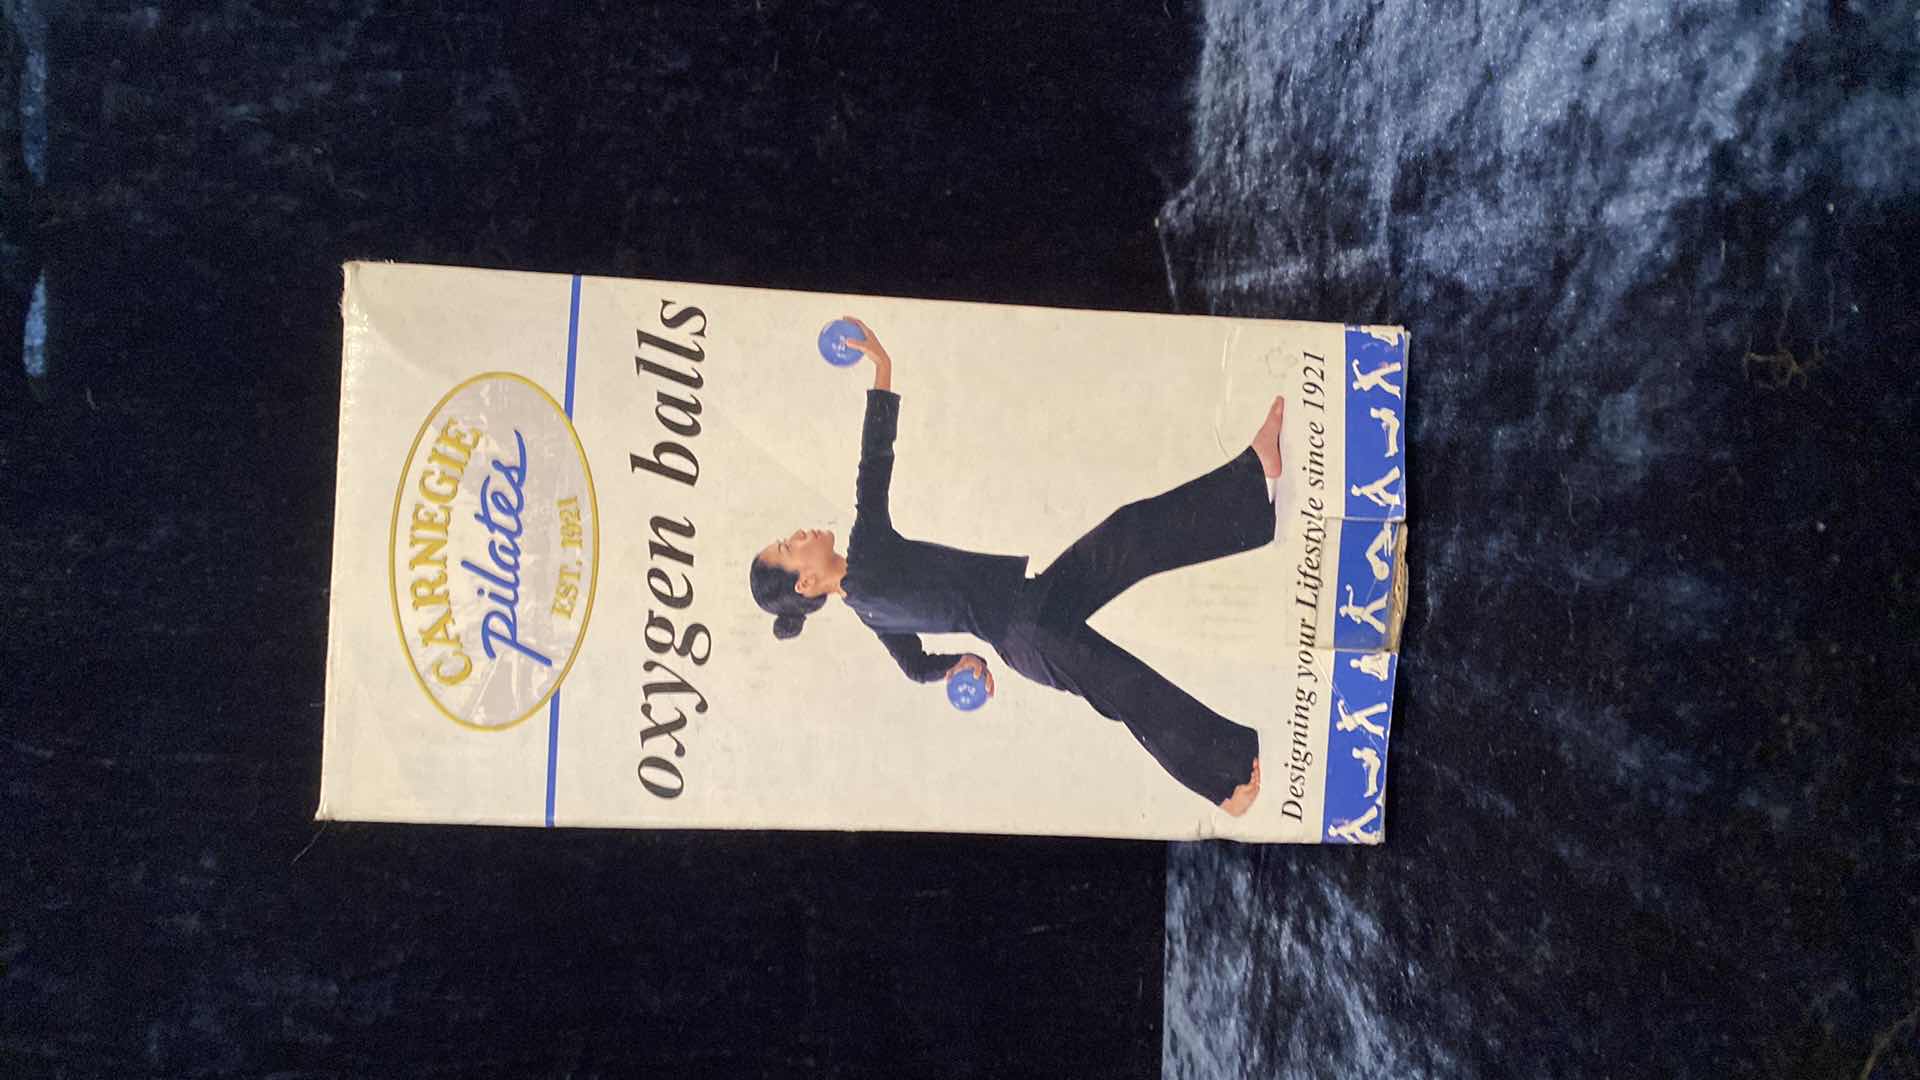 CARNEGIE
pilates
EST. 1921
oxygen balls
Designing your Lifestyle since 1921